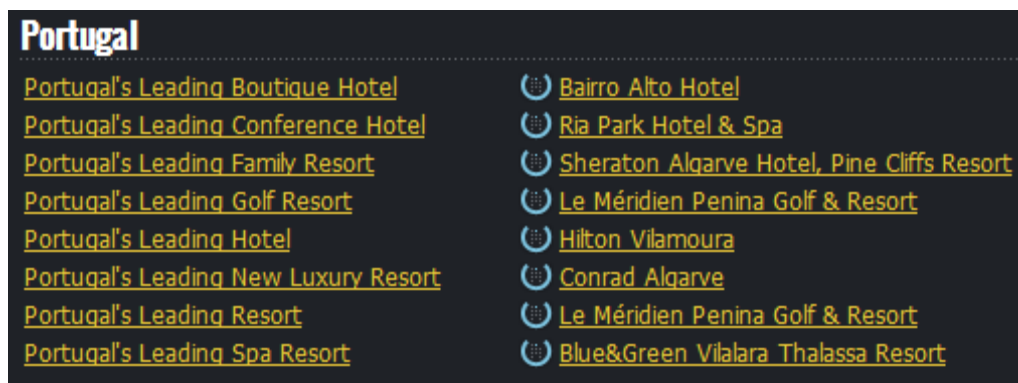 Portugal
Portugal's Leading Boutique Hotel Bairro Alto Hotel
Portugal's Leading Conference Hotel Ria Park Hotel & Spa
Portugal's Leading Family Resort Sheraton Algarve Hotel, Pine Cliffs Resort
Portugal's Leading Golf Resort Le Méridien Penina Golf & Resort
Portugal's Leading Hotel Hilton Vilamoura
Portugal's Leading New Luxury Resort Conrad Algarve
Portugal's Leading Resort Le Méridien Penina Golf & Resort
Portugal's Leading Spa Resort Blue&Green Vilalara Thalassa Resort